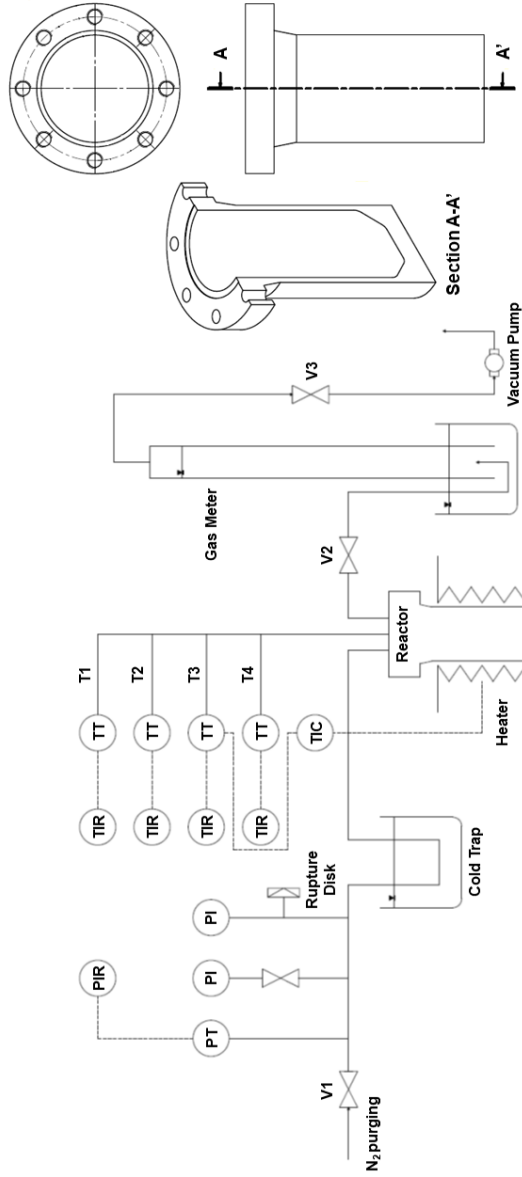 PIR
TIR
TIR
TIR
TIR
PT
PI
PI
TT
TT
TT
TT
T1
T2
T3
T4
TIC
Rupture
Disk
N₂ purging
V1
Cold Trap
Reactor
Heater
V2
Gas Meter
V3
Vacuum Pump
Section A-A'
A
A'